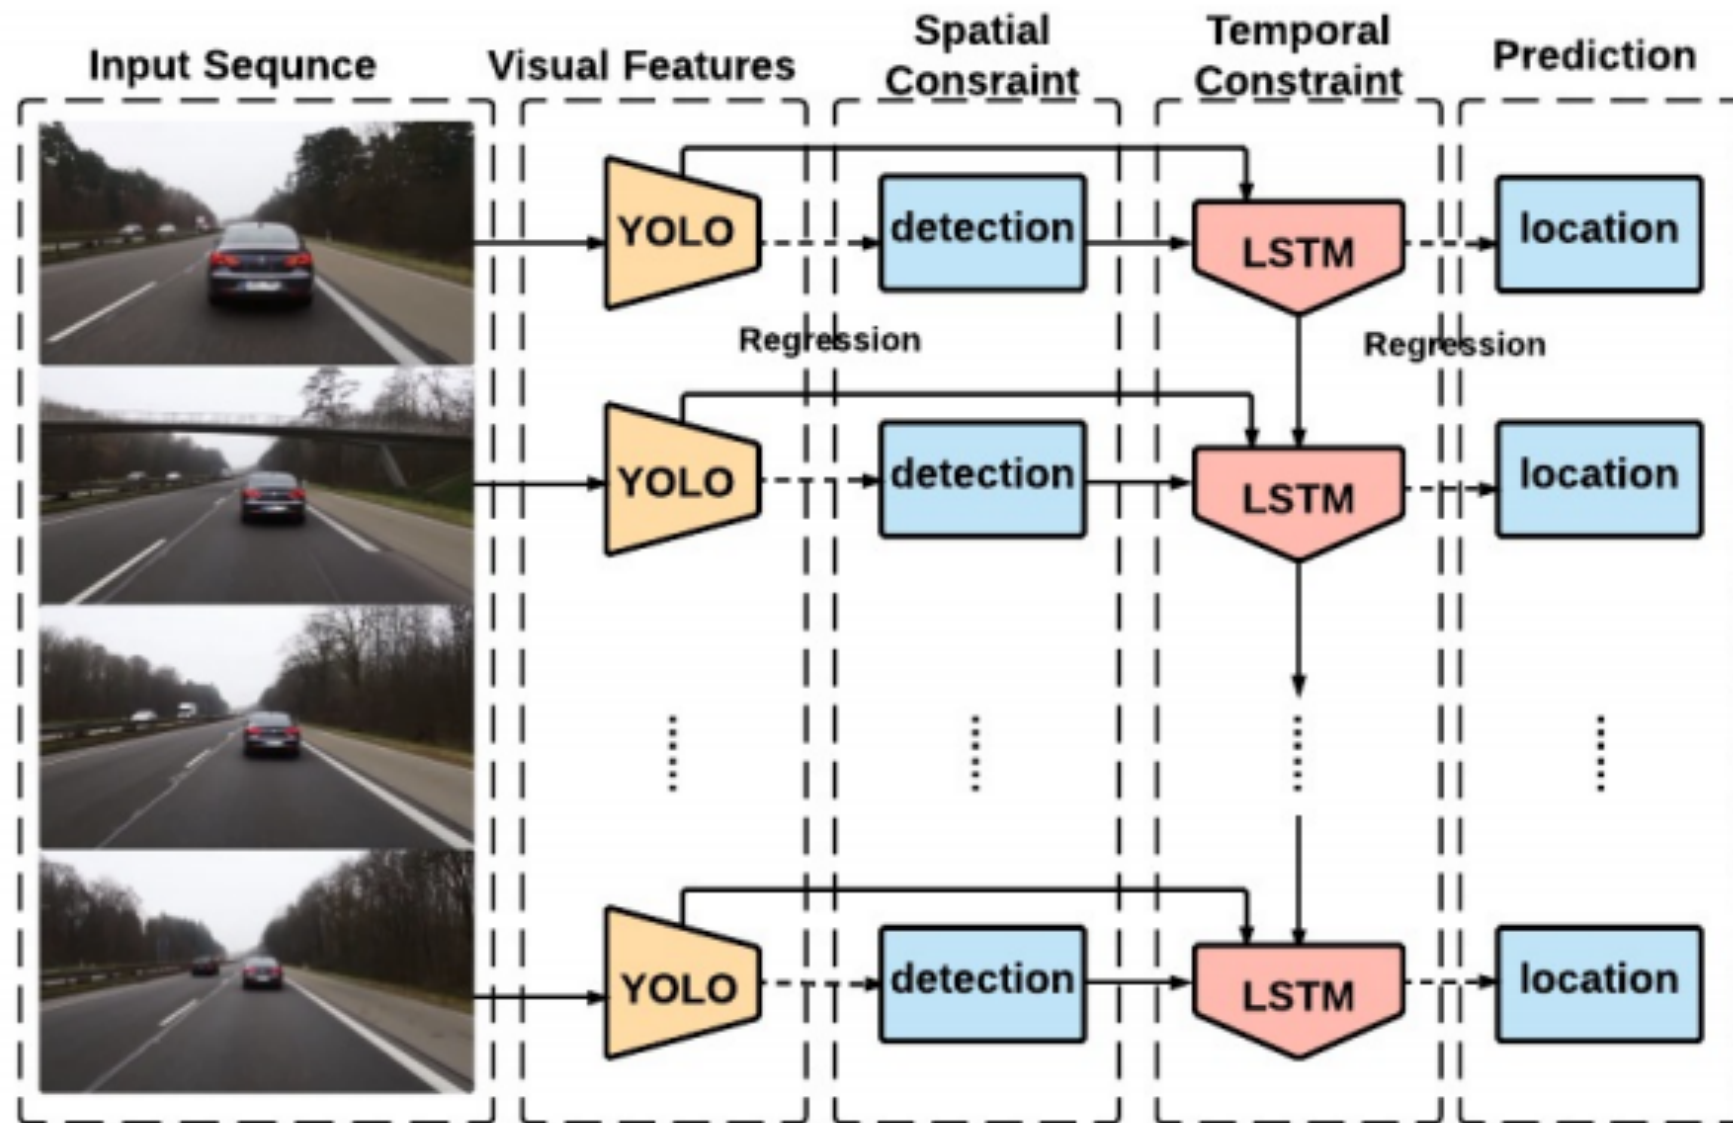 Input Sequnce
Visual Features
Spatial
Consraint
Temporal
Constraint
Prediction
YOLO
detection
LSTM
location
Regression
Regression
YOLO
detection
LSTM
location
YOLO
detection
LSTM
location